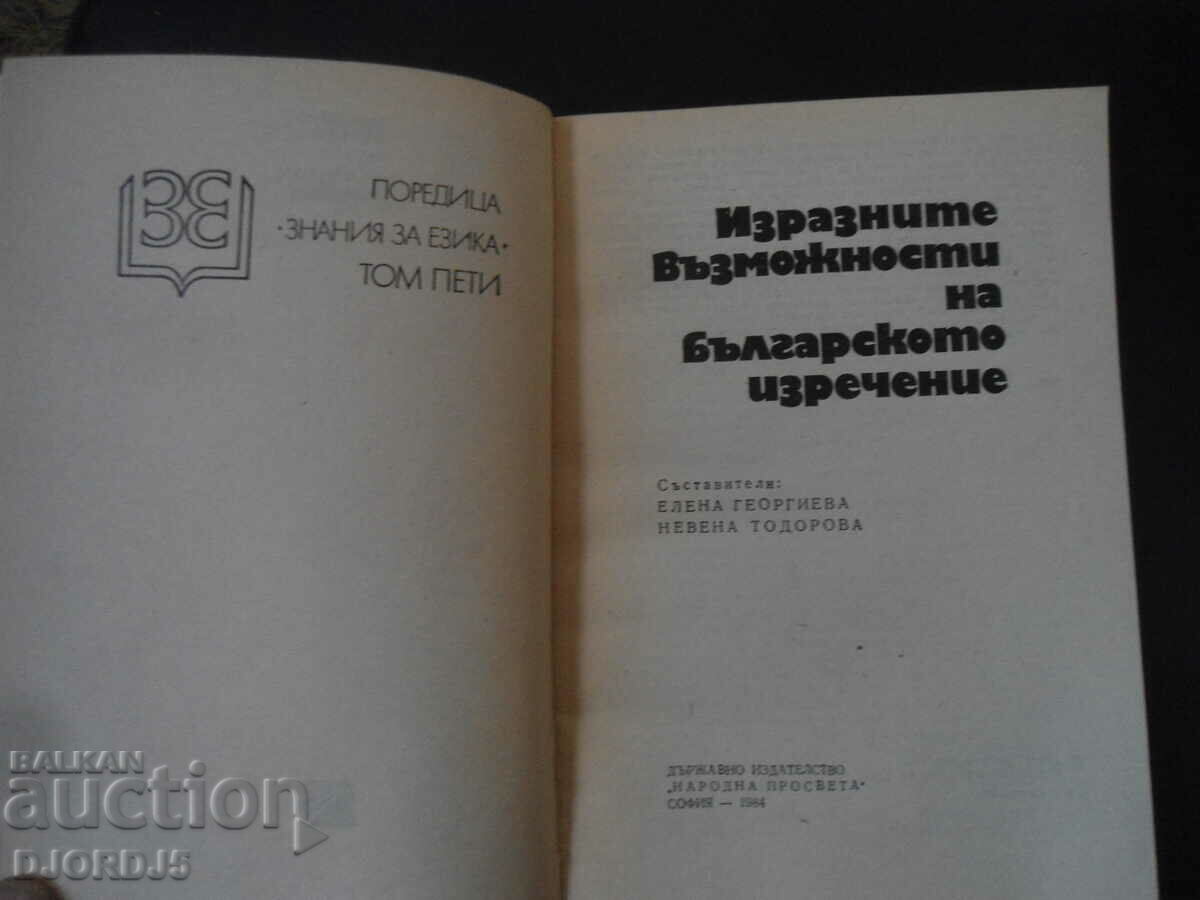 ПОРЕДИЦА
·ЗНАНИЯ ЗА ЕЗИКА·
ТОМ ПЕТИ
Изразните
възможности
на
българското
изречение
Съставители:
ЕЛЕНА ГЕОРГИЕВА
НЕВЕНА ТОДОРОВА
ДЪРЖАВНО ИЗДАТЕЛСТВО
„НАРОДНА ПРОСВЕТА"
СОФИЯ — 1984
BALKAN
auction
DJORDJ5